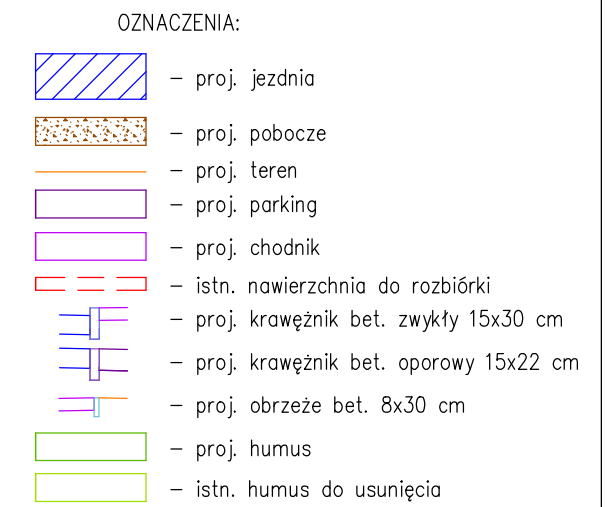 OZNACZENIA:
– proj. jezdnia
– proj. pobocze
– proj. teren
– proj. parking
– proj. chodnik
– istn. nawierzchnia do rozbiórki
– proj. krawężnik bet. zwykły 15x30 cm
– proj. krawężnik bet. oporowy 15x22 cm
– proj. obrzeże bet. 8x30 cm
– proj. humus
– istn. humus do usunięcia